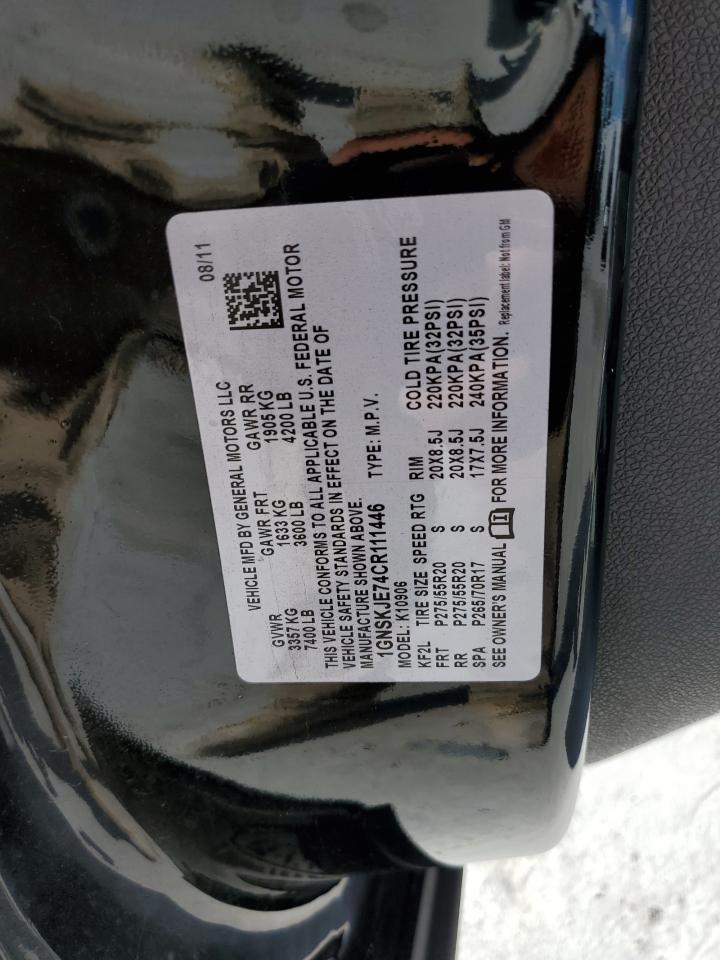 08/11
VEHICLE MFD BY GENERAL MOTORS LLC
GVWR GAWR FRT GAWR RR
3357 KG 1633 KG 1905 KG
7400 LB 3600 LB 4200 LB
THIS VEHICLE CONFORMS TO ALL APPLICABLE U.S. FEDERAL MOTOR
VEHICLE SAFETY STANDARDS IN EFFECT ON THE DATE OF
MANUFACTURE SHOWN ABOVE.
1GNSKJE74CR111446 TYPE: M.P.V.
MODEL: K10906
KF2L TIRE SIZE SPEED RTG RIM COLD TIRE PRESSURE
FRT P275/55R20 S 20X8.5J 220KPA(32PSI)
RR P275/55R20 S 20X8.5J 220KPA(32PSI)
SPA P265/70R17 S 17X7.5J 240KPA(35PSI)
SEE OWNER'S MANUAL FOR MORE INFORMATION. Replacement label: Not from GM